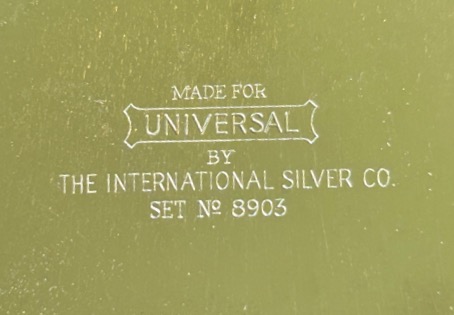 MADE FOR
UNIVERSAL
BY
THE INTERNATIONAL SILVER CO.
SET Nº 8903